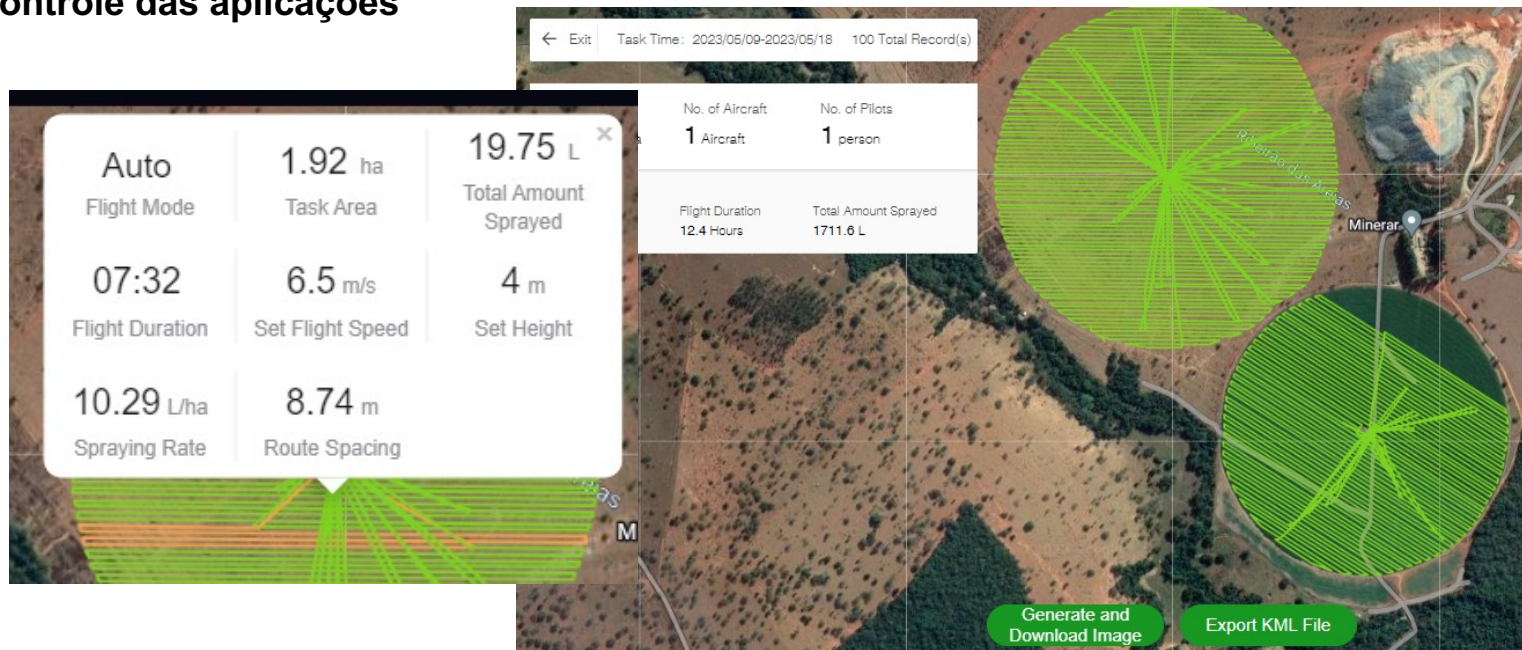 ontrole das aplicações
← Exit Task Time: 2023/05/09-2023/05/18 100 Total Record(s)
No. of Aircraft No. of Pilots
1 Aircraft 1 person
Flight Duration Total Amount Sprayed
12.4 Hours 1711.6 L
Auto
Flight Mode
1.92 ha
Task Area
19.75 L
Total Amount
Sprayed
×
07:32
Flight Duration
6.5 m/s
Set Flight Speed
4 m
Set Height
10.29 L/ha
Spraying Rate
8.74 m
Route Spacing
M
Ribeirão das Areias
Minerar
Generate and
Download Image
Export KML File